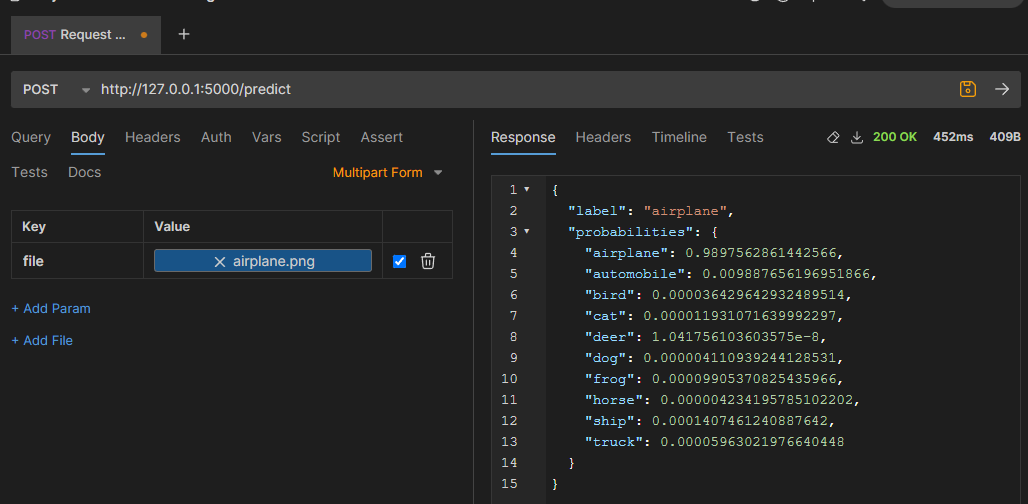 POST Request ...
+
POST http://127.0.0.1:5000/predict
Query Body Headers Auth Vars Script Assert
Tests Docs Multipart Form
Key Value
file × airplane.png
+ Add Param
+ Add File
Response Headers Timeline Tests 200 OK 452ms 409B
1 {
2 "label": "airplane",
3 "probabilities": {
4 "airplane": 0.9897562861442566,
5 "automobile": 0.009887656196951866,
6 "bird": 0.000036429642932489514,
7 "cat": 0.000011931071639992297,
8 "deer": 1.041756103603575e-8,
9 "dog": 0.000004110939244128531,
10 "frog": 0.00009905370825435966,
11 "horse": 0.000004234195785102202,
12 "ship": 0.0001407461240887642,
13 "truck": 0.00005963021976640448
14 }
15 }